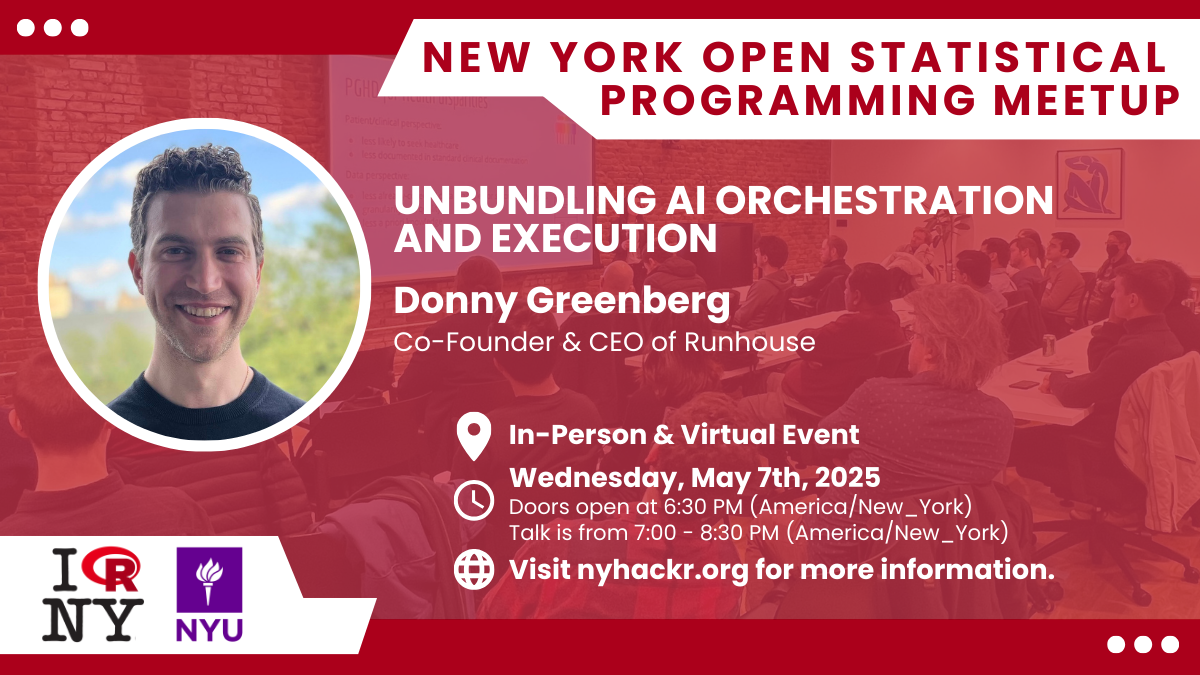 NEW YORK OPEN STATISTICAL
PROGRAMMING MEETUP
UNBUNDLING AI ORCHESTRATION
AND EXECUTION
Donny Greenberg
Co-Founder & CEO of Runhouse
In-Person & Virtual Event
Wednesday, May 7th, 2025
Doors open at 6:30 PM (America/New_York)
Talk is from 7:00 - 8:30 PM (America/New_York)
Visit nyhackr.org for more information.
I R
NY
NYU